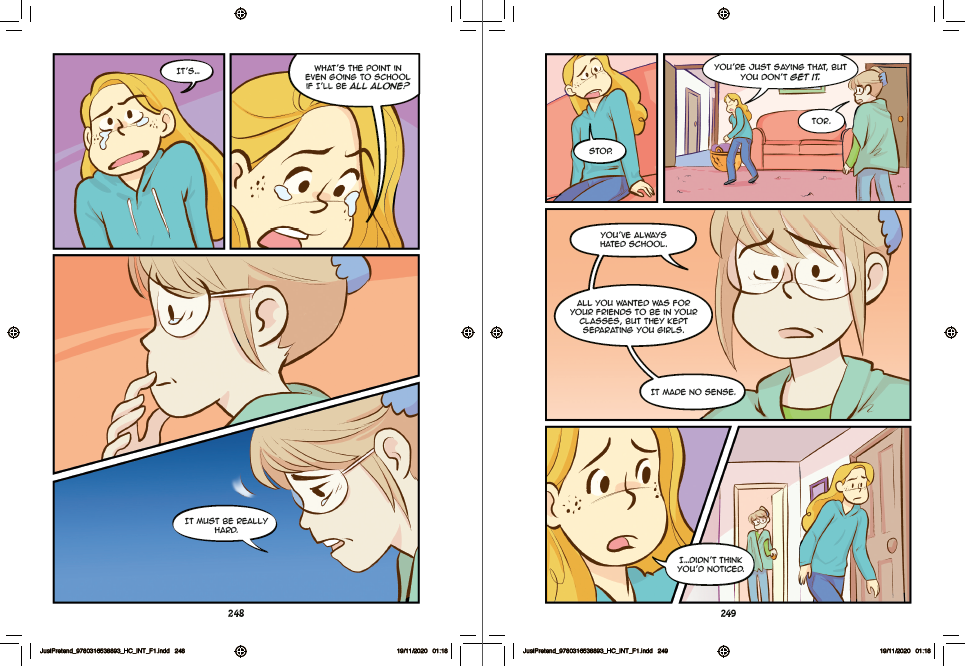 IT'S...
WHAT'S THE POINT IN
EVEN GOING TO SCHOOL
IF I'LL BE ALL ALONE?
IT MUST BE REALLY
HARD.
248
STOP.
YOU'RE JUST SAYING THAT, BUT
YOU DON'T GET IT.
TOR.
YOU'VE ALWAYS
HATED SCHOOL.
ALL YOU WANTED WAS FOR
YOUR FRIENDS TO BE IN YOUR
CLASSES, BUT THEY KEPT
SEPARATING YOU GIRLS.
IT MADE NO SENSE.
I...DIDN'T THINK
YOU'D NOTICED.
249
JustPretend_9780316538893_HC_INT_F1.indd 248
19/11/2020 01:18
JustPretend_9780316538893_HC_INT_F1.indd 249
19/11/2020 01:18